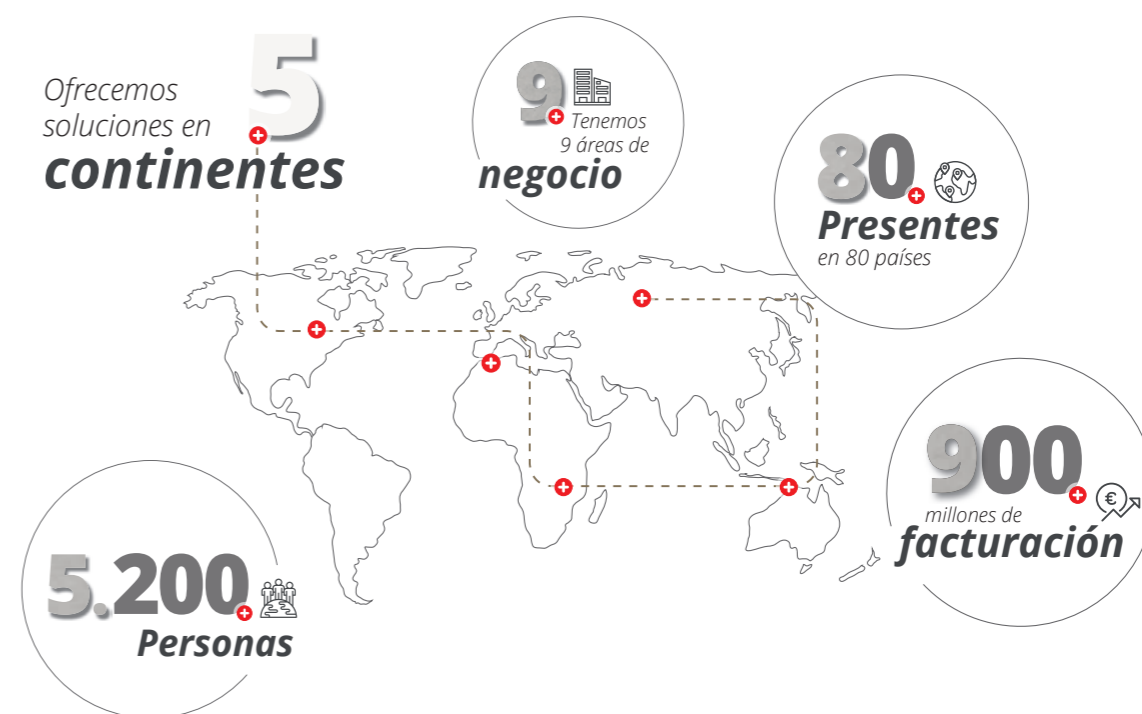 5
Ofrecemos
soluciones en
continentes
9
Tenemos
9 áreas de
negocio
80
Presentes
en 80 países
900
€
millones de
facturación
5.200
Personas